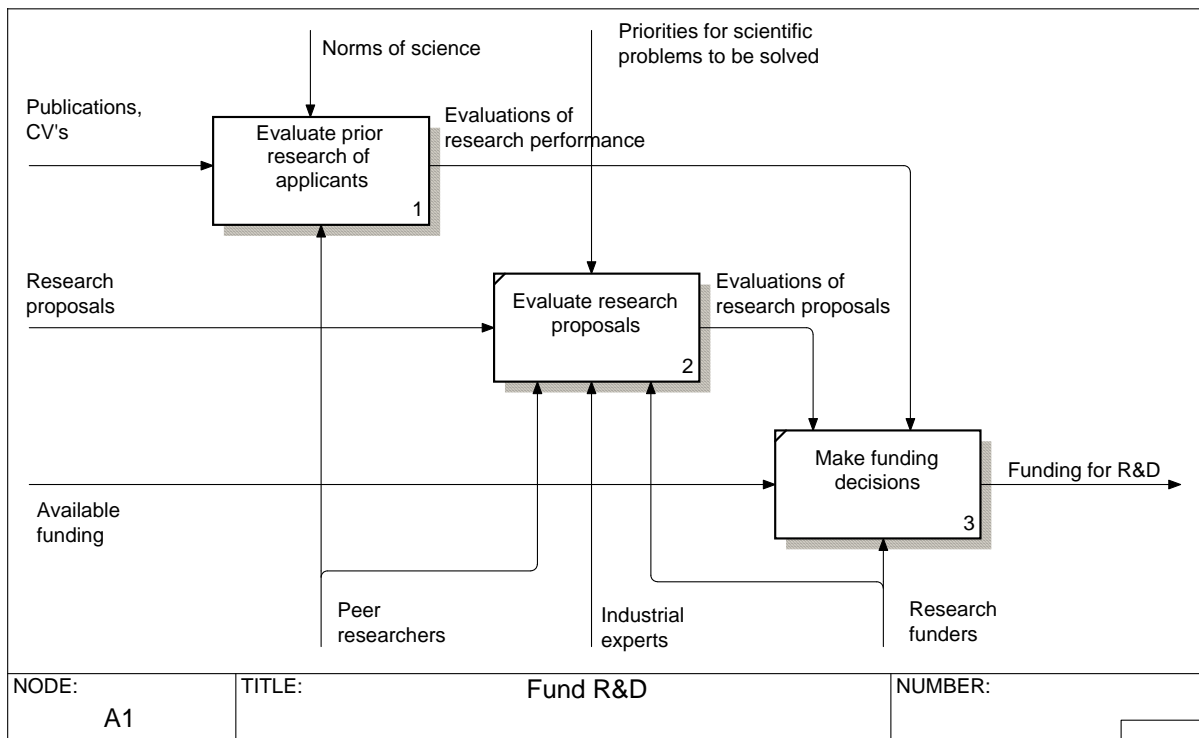 Norms of science
Priorities for scientific
problems to be solved
Publications,
CV's
Evaluate prior
research of
applicants
1
Evaluations of
research performance
Research
proposals
Evaluate research
proposals
2
Evaluations of
research proposals
Available
funding
Make funding
decisions
3
Funding for R&D
Peer
researchers
Industrial
experts
Research
funders
NODE:
A1
TITLE:
Fund R&D
NUMBER: